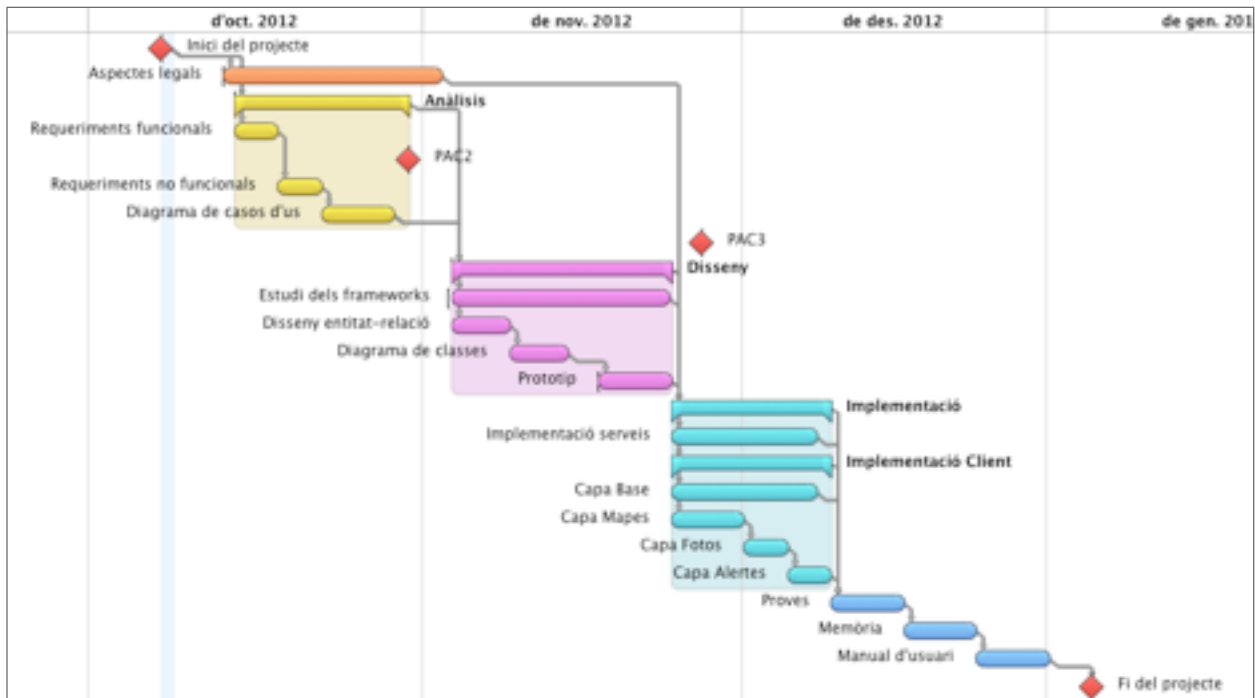 d'oct. 2012 de nov. 2012 de des. 2012 de gen. 201
Inici del projecte
Aspectes legals
Anàlisis
Requeriments funcionals
PAC2
Requeriments no funcionals
Diagrama de casos d'us
PAC3
Disseny
Estudi dels frameworks
Disseny entitat-relació
Diagrama de classes
Prototip
Implementació
Implementació serveis
Implementació Client
Capa Base
Capa Mapes
Capa Fotos
Capa Alertes
Proves
Memòria
Manual d'usuari
Fi del projecte